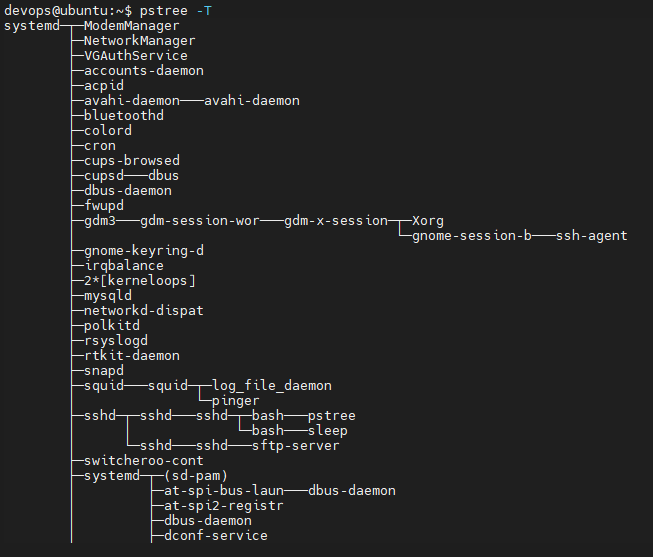 devops@ubuntu:~$ pstree -T
systemd─┬─ModemManager
        ├─NetworkManager
        ├─VGAuthService
        ├─accounts-daemon
        ├─acpid
        ├─avahi-daemon───avahi-daemon
        ├─bluetoothd
        ├─colord
        ├─cron
        ├─cups-browsed
        ├─cupsd───dbus
        ├─dbus-daemon
        ├─fwupd
        ├─gdm3───gdm-session-wor───gdm-x-session─┬─Xorg
        │                                        └─gnome-session-b───ssh-agent
        ├─gnome-keyring-d
        ├─irqbalance
        ├─2*[kerneloops]
        ├─mysqld
        ├─networkd-dispat
        ├─polkitd
        ├─rsyslogd
        ├─rtkit-daemon
        ├─snapd
        ├─squid───squid─┬─log_file_daemon
        │               └─pinger
        ├─sshd─┬─sshd───sshd─┬─bash───pstree
        │      │             └─bash───sleep
        │      └─sshd───sshd───sftp-server
        ├─switcheroo-cont
        ├─systemd─┬─(sd-pam)
        │         ├─at-spi-bus-laun───dbus-daemon
        │         ├─at-spi2-registr
        │         ├─dbus-daemon
        │         ├─dconf-service